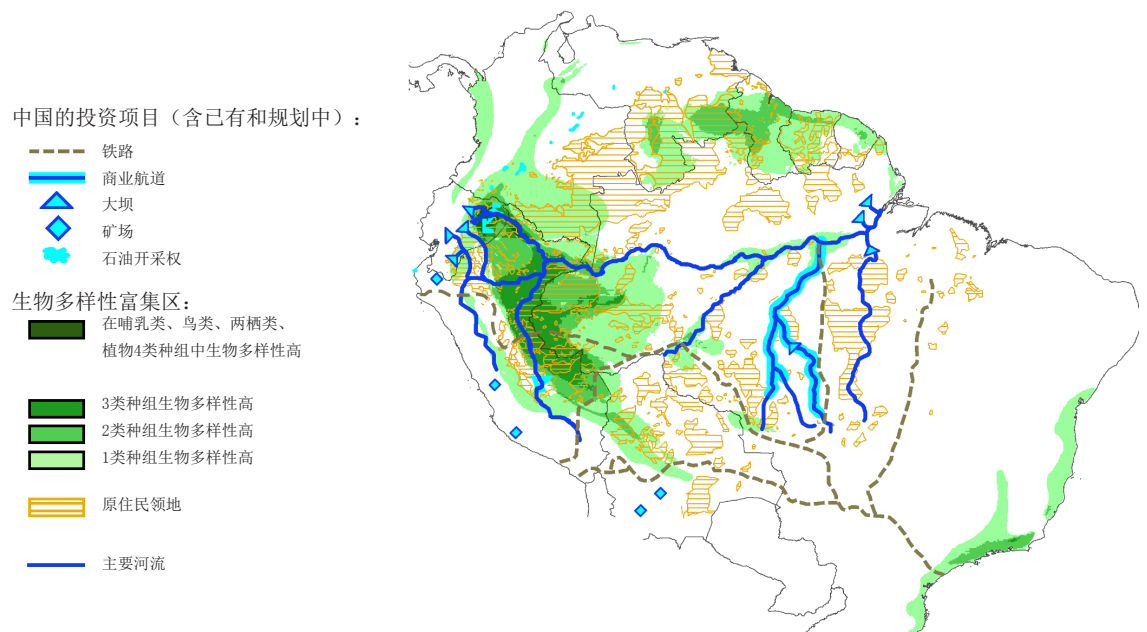 中国的投资项目（含已有和规划中）：
铁路
商业航道
大坝
矿场
石油开采权
生物多样性富集区：
在哺乳类、鸟类、两栖类、
植物4类种组中生物多样性高
3类种组生物多样性高
2类种组生物多样性高
1类种组生物多样性高
原住民领地
主要河流